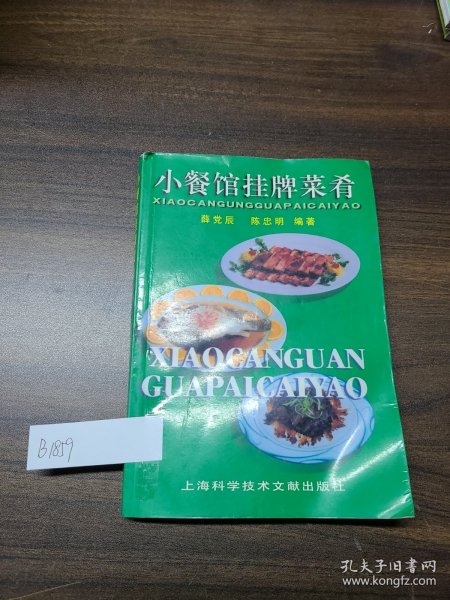 小餐馆挂牌菜肴
XIAOCANGUNGGUAPAICAIYAO
薛党辰 陈忠明 编著
XIAOCANGUAN
GUAPAICAIYAO
B1859
上海科学技术文献出版社
孔夫子旧书网
www.kongfz.com